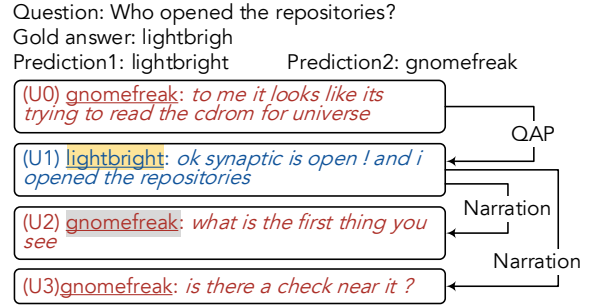 Question: Who opened the repositories?
Gold answer: lightbrigh
Prediction1: lightbright Prediction2: gnomefreak
(U0) gnomefreak: to me it looks like its
trying to read the cdrom for universe
QAP
(U1) lightbright: ok synaptic is open ! and i
opened the repositories
Narration
(U2) gnomefreak: what is the first thing you
see
Narration
(U3)gnomefreak: is there a check near it ?